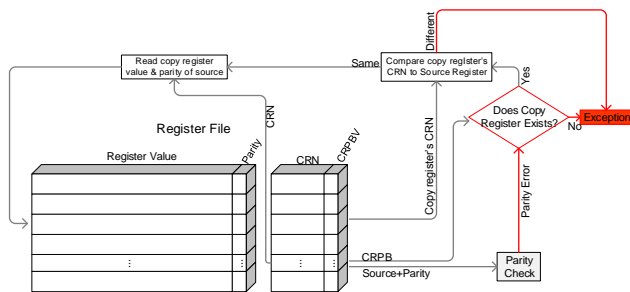 Different
Read copy register
value & parity of source
Same
Compare copy register's
CRN to Source Register
Yes
CRN
Does Copy
Register Exists?
No
Exception
Register File
Register Value
Parity
CRN
CRPBV
Copy register's CRN
Parity Error
CRPB
Source+Parity
Parity
Check